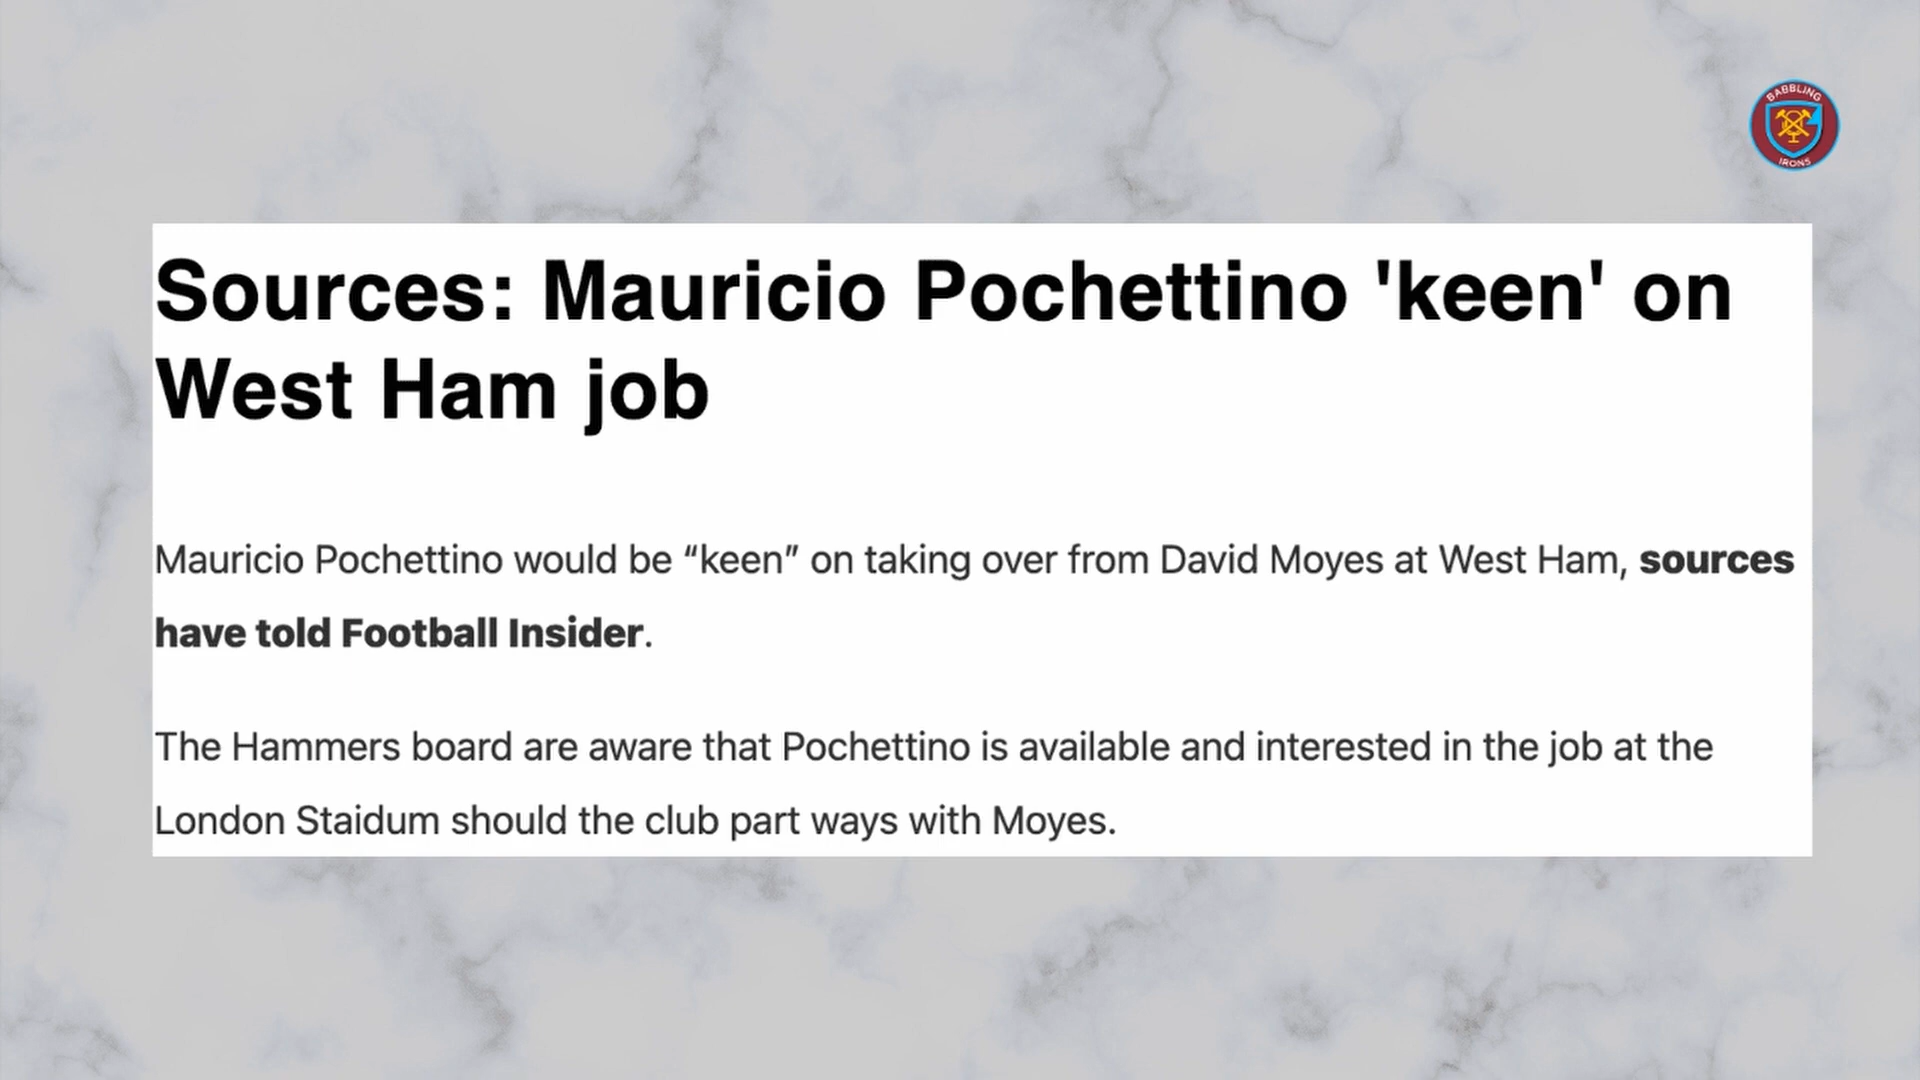 BABBLING
IRONS
Sources: Mauricio Pochettino 'keen' on
West Ham job
Mauricio Pochettino would be “keen” on taking over from David Moyes at West Ham, sources
have told Football Insider.
The Hammers board are aware that Pochettino is available and interested in the job at the
London Staidum should the club part ways with Moyes.